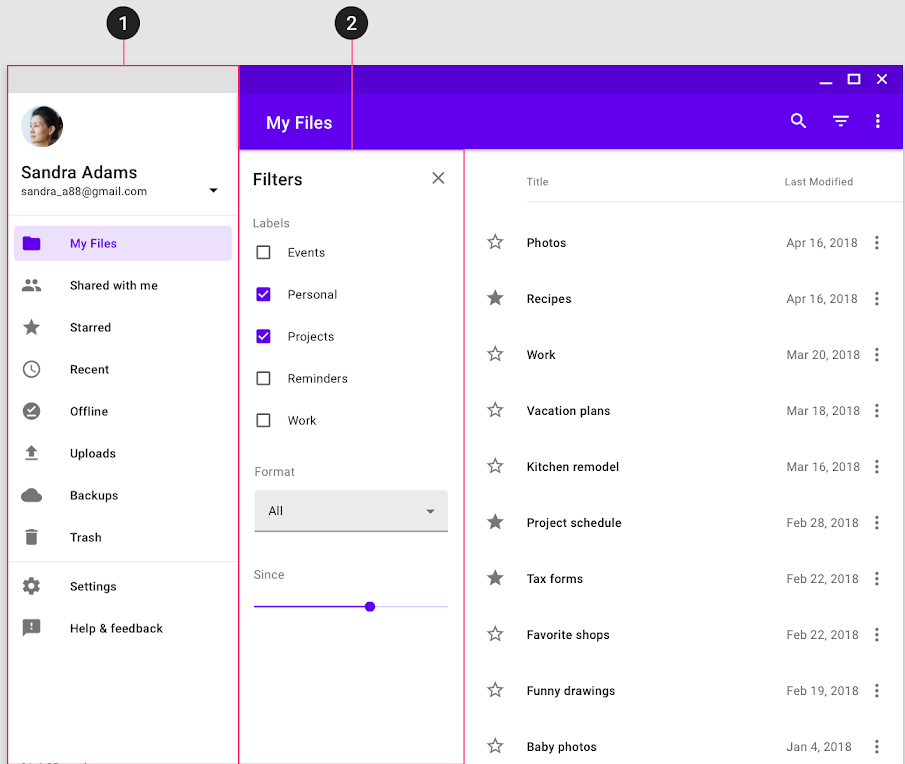 1
2
My Files
Sandra Adams
sandra_a88@gmail.com
My Files
Shared with me
Starred
Recent
Offline
Uploads
Backups
Trash
Settings
Help & feedback
Filters
Labels
Events
Personal
Projects
Reminders
Work
Format
All
Since
Title Last Modified
Photos Apr 16, 2018
Recipes Apr 16, 2018
Work Mar 20, 2018
Vacation plans Mar 18, 2018
Kitchen remodel Mar 16, 2018
Project schedule Feb 28, 2018
Tax forms Feb 22, 2018
Favorite shops Feb 22, 2018
Funny drawings Feb 19, 2018
Baby photos Jan 4, 2018